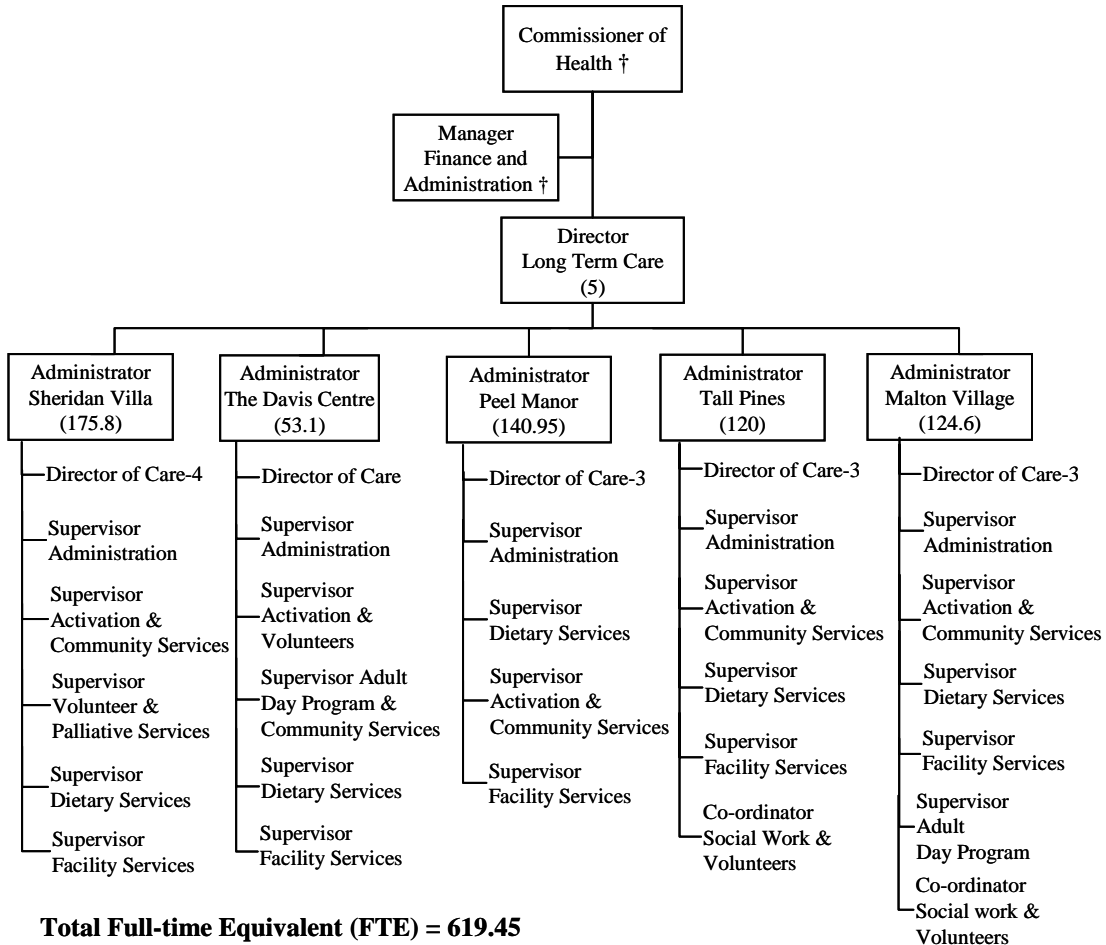 Commissioner of
Health †
Manager
Finance and
Administration †
Director
Long Term Care
(5)
Administrator
Sheridan Villa
(175.8)
Director of Care-4
Supervisor
Administration
Supervisor
Activation &
Community Services
Supervisor
Volunteer &
Palliative Services
Supervisor
Dietary Services
Supervisor
Facility Services
Administrator
The Davis Centre
(53.1)
Director of Care
Supervisor
Administration
Supervisor
Activation &
Volunteers
Supervisor Adult
Day Program &
Community Services
Supervisor
Dietary Services
Supervisor
Facility Services
Administrator
Peel Manor
(140.95)
Director of Care-3
Supervisor
Administration
Supervisor
Dietary Services
Supervisor
Activation &
Community Services
Supervisor
Facility Services
Administrator
Tall Pines
(120)
Director of Care-3
Supervisor
Administration
Supervisor
Activation &
Community Services
Supervisor
Dietary Services
Supervisor
Facility Services
Co-ordinator
Social Work &
Volunteers
Administrator
Malton Village
(124.6)
Director of Care-3
Supervisor
Administration
Supervisor
Activation &
Community Services
Supervisor
Dietary Services
Supervisor
Facility Services
Supervisor
Adult
Day Program
Co-ordinator
Social work &
Volunteers
Total Full-time Equivalent (FTE) = 619.45